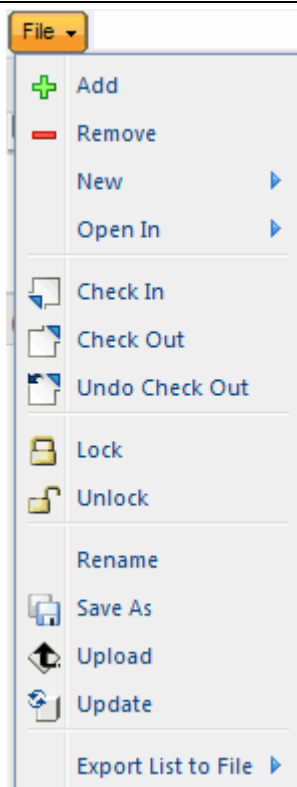 File
Add
Remove
New
Open In
Check In
Check Out
Undo Check Out
Lock
Unlock
Rename
Save As
Upload
Update
Export List to File